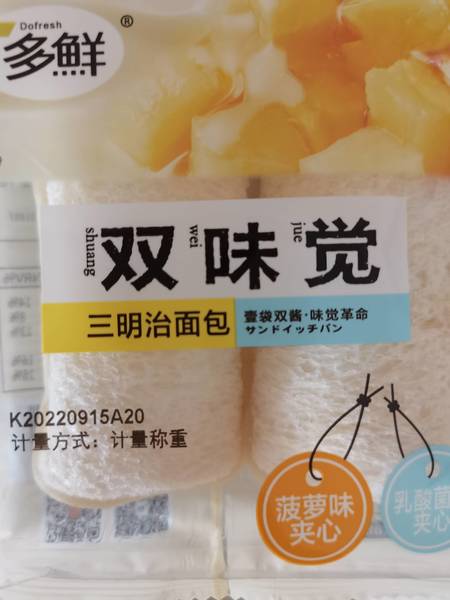 Dofresh
多鲜®
shuang 双 wei 味 jue 觉
三明治面包
壹袋双酱·味觉革命
サンドイッチパン
K20220915A20
计量方式：计量称重
菠萝味
夹心
乳酸菌
夹心